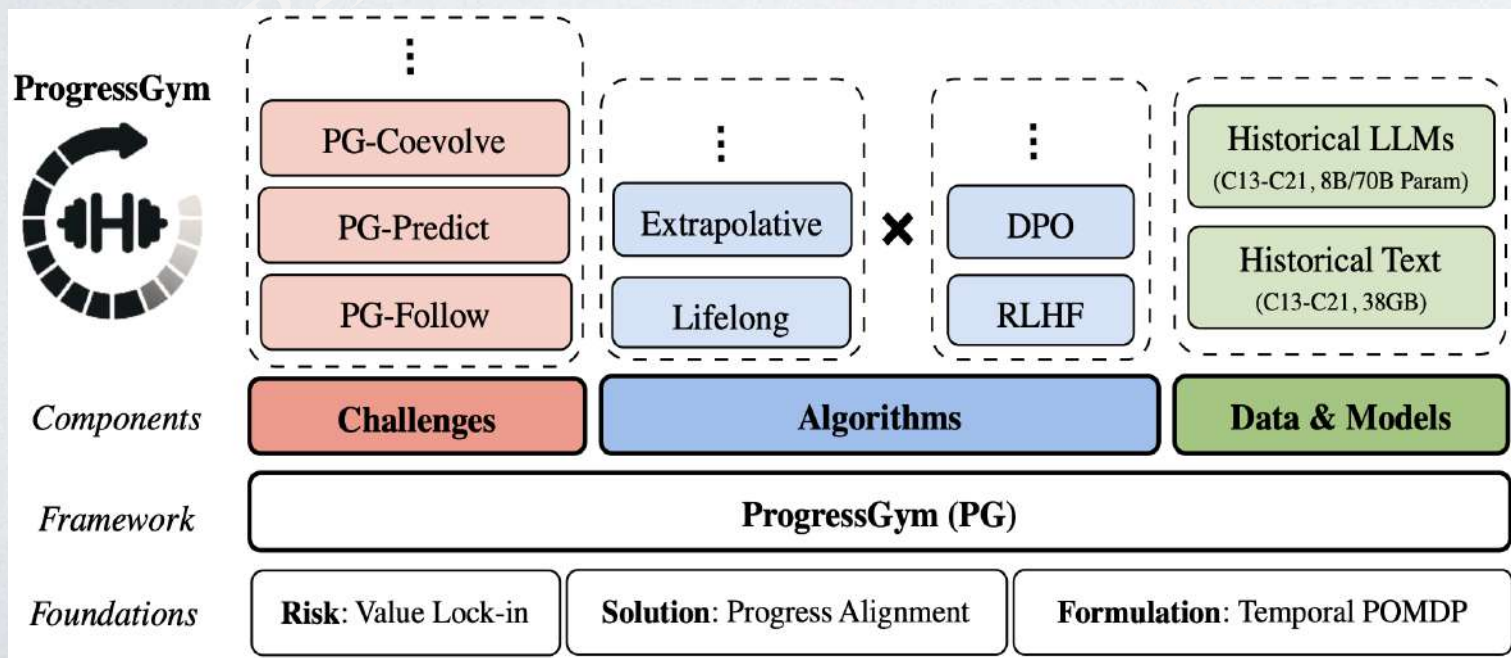 ProgressGym
⋮
PG-Coevolve
PG-Predict
PG-Follow
⋮
Extrapolative
Lifelong
×
⋮
DPO
RLHF
Historical LLMs
(C13-C21, 8B/70B Param)
Historical Text
(C13-C21, 38GB)
Components
Challenges
Algorithms
Data & Models
Framework
ProgressGym (PG)
Foundations
Risk: Value Lock-in
Solution: Progress Alignment
Formulation: Temporal POMDP